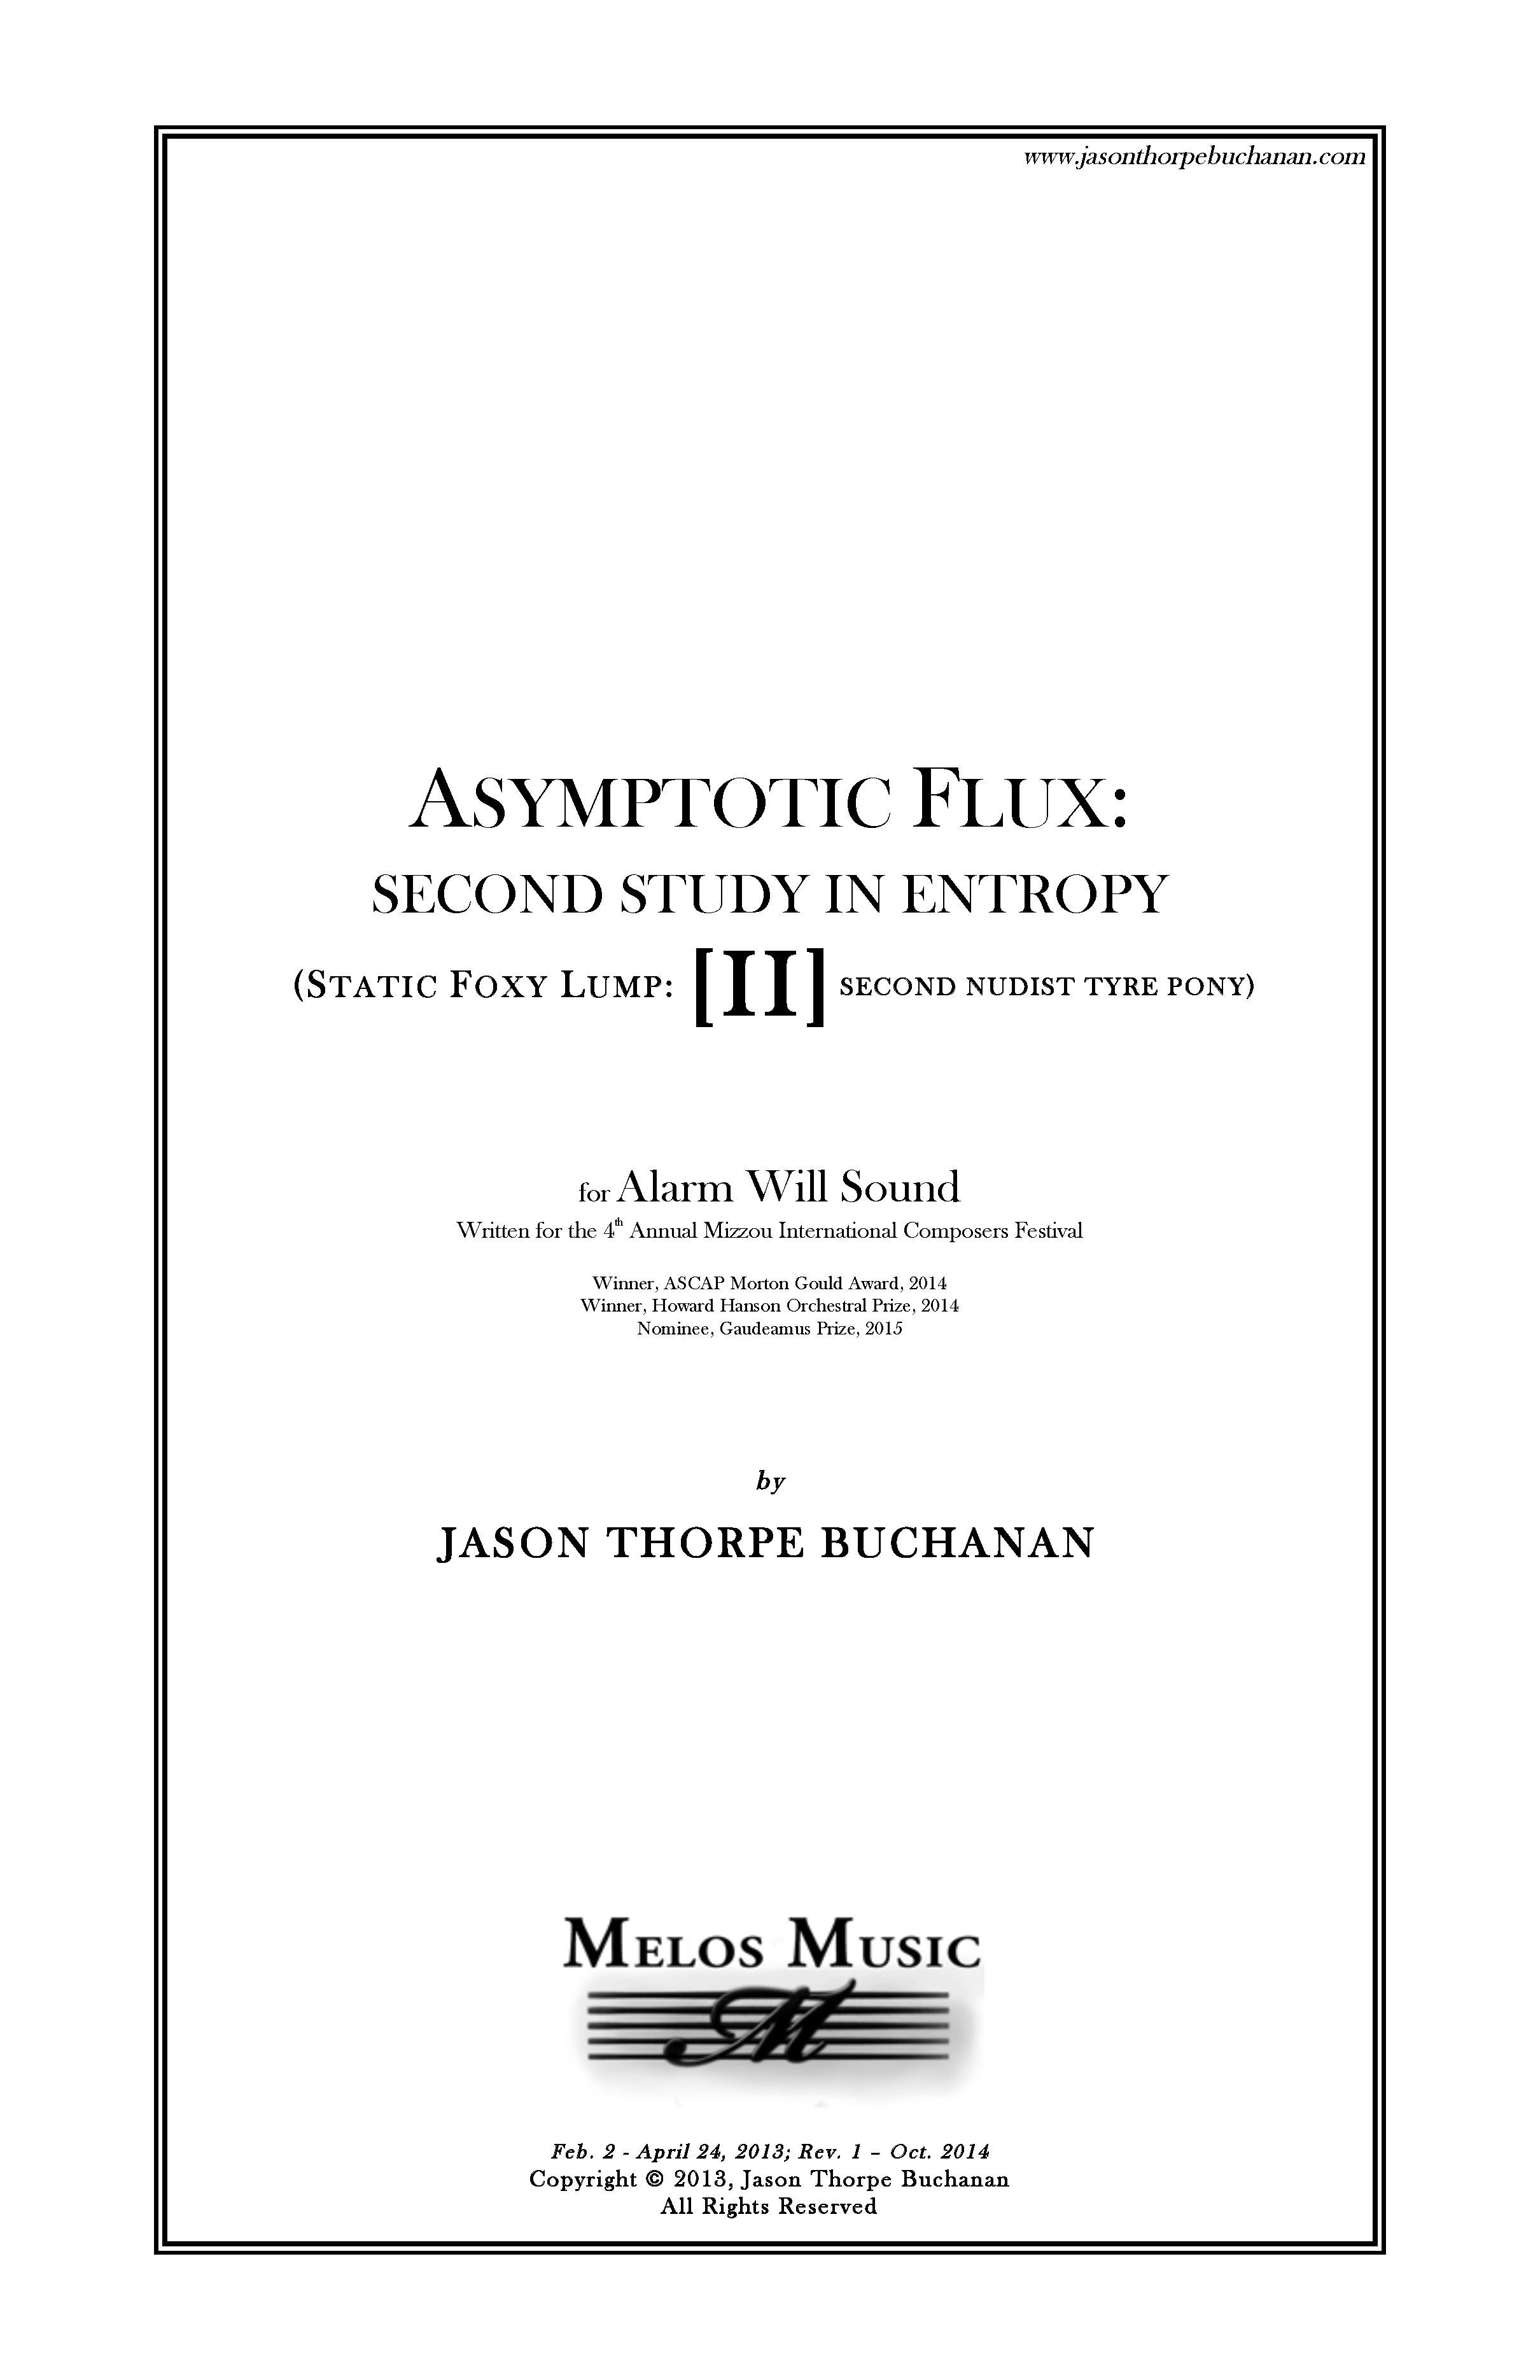 www.jasonthorpebuchanan.com
ASYMPTOTIC FLUX:
SECOND STUDY IN ENTROPY
(STATIC FOXY LUMP: [II] SECOND NUDIST TYRE PONY)
for Alarm Will Sound
Written for the 4th Annual Mizzou International Composers Festival
Winner, ASCAP Morton Gould Award, 2014
Winner, Howard Hanson Orchestral Prize, 2014
Nominee, Gaudeamus Prize, 2015
by
JASON THORPE BUCHANAN
MELOS MUSIC
M
Feb. 2 - April 24, 2013; Rev. 1 – Oct. 2014
Copyright © 2013, Jason Thorpe Buchanan
All Rights Reserved